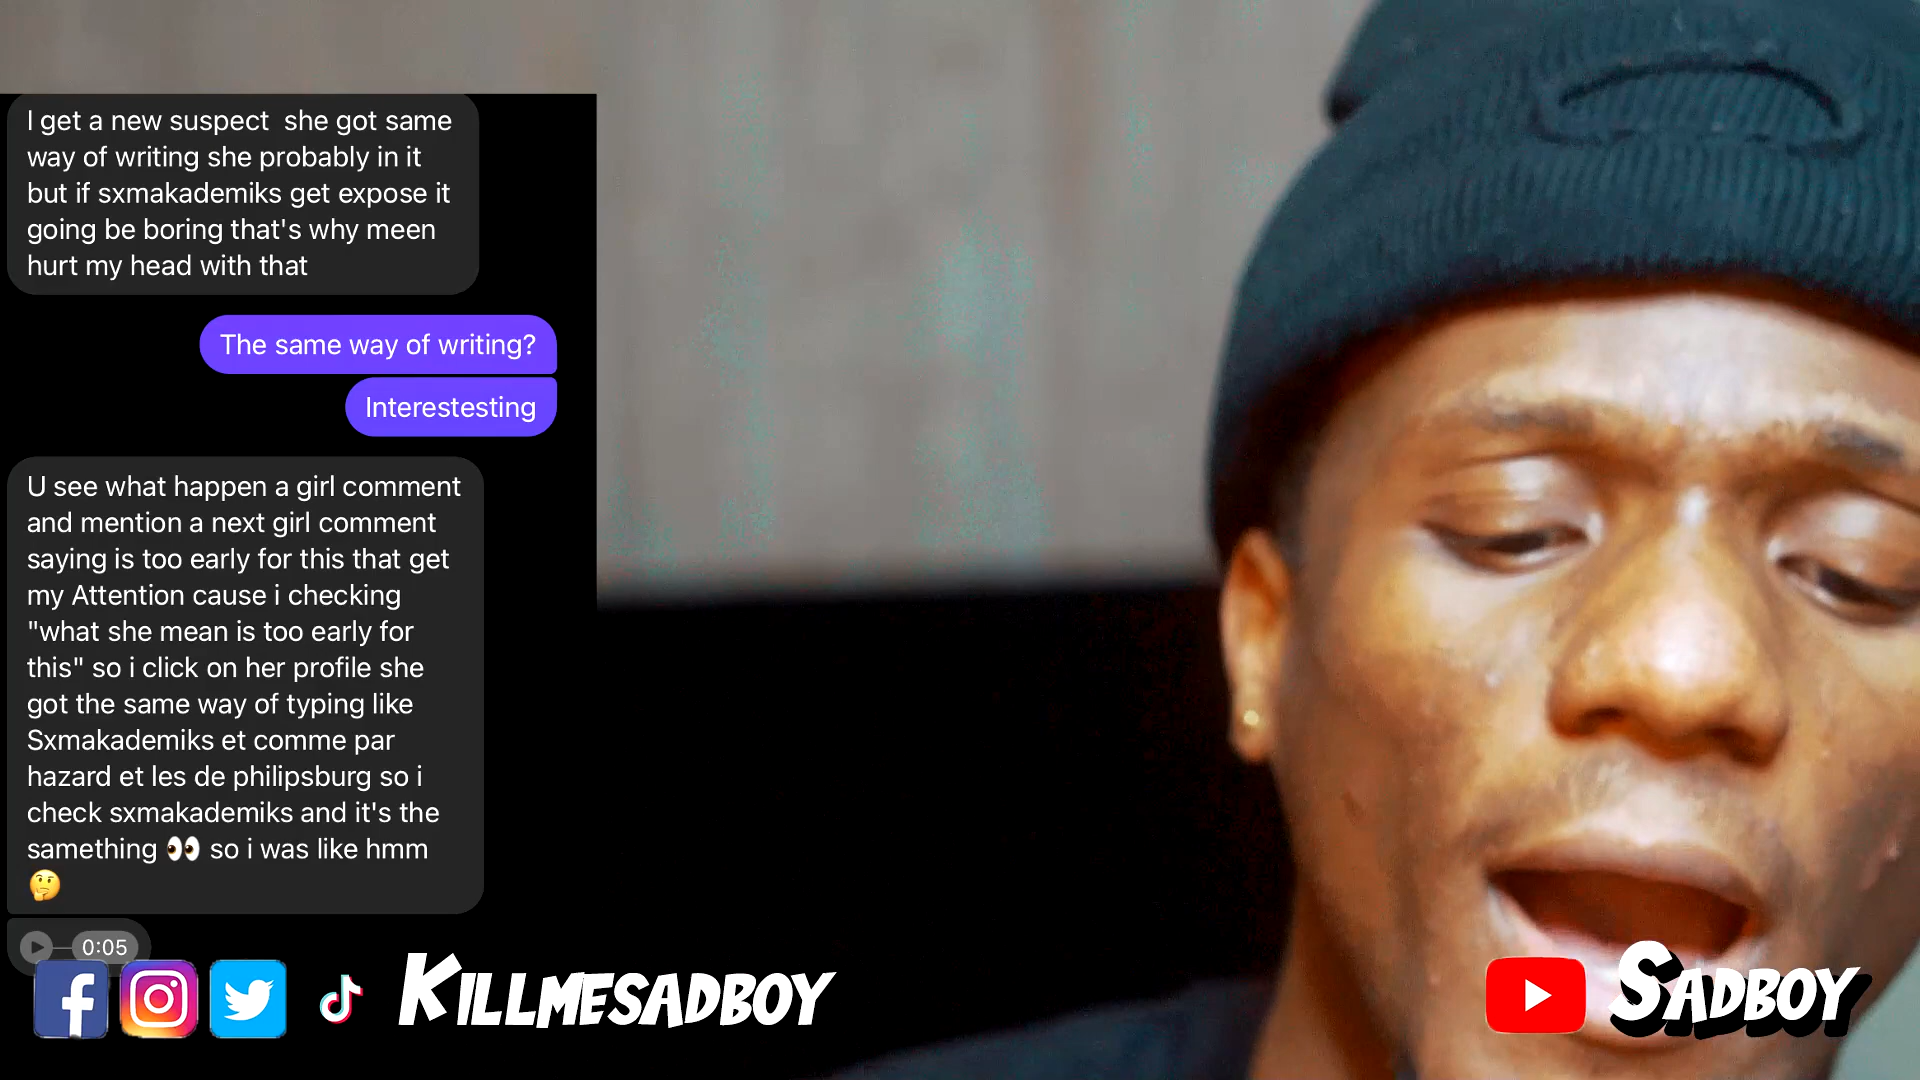 I get a new suspect  she got same
way of writing she probably in it
but if sxmakademiks get expose it
going be boring that's why meen
hurt my head with that
The same way of writing?
Interestesting
U see what happen a girl comment
and mention a next girl comment
saying is too early for this that get
my Attention cause i checking
"what she mean is too early for
this" so i click on her profile she
got the same way of typing like
Sxmakademiks et comme par
hazard et les de philipsburg so i
check sxmakademiks and it's the
samething 👀 so i was like hmm
🤔
0:05
KILLMESADBOY
SADBOY